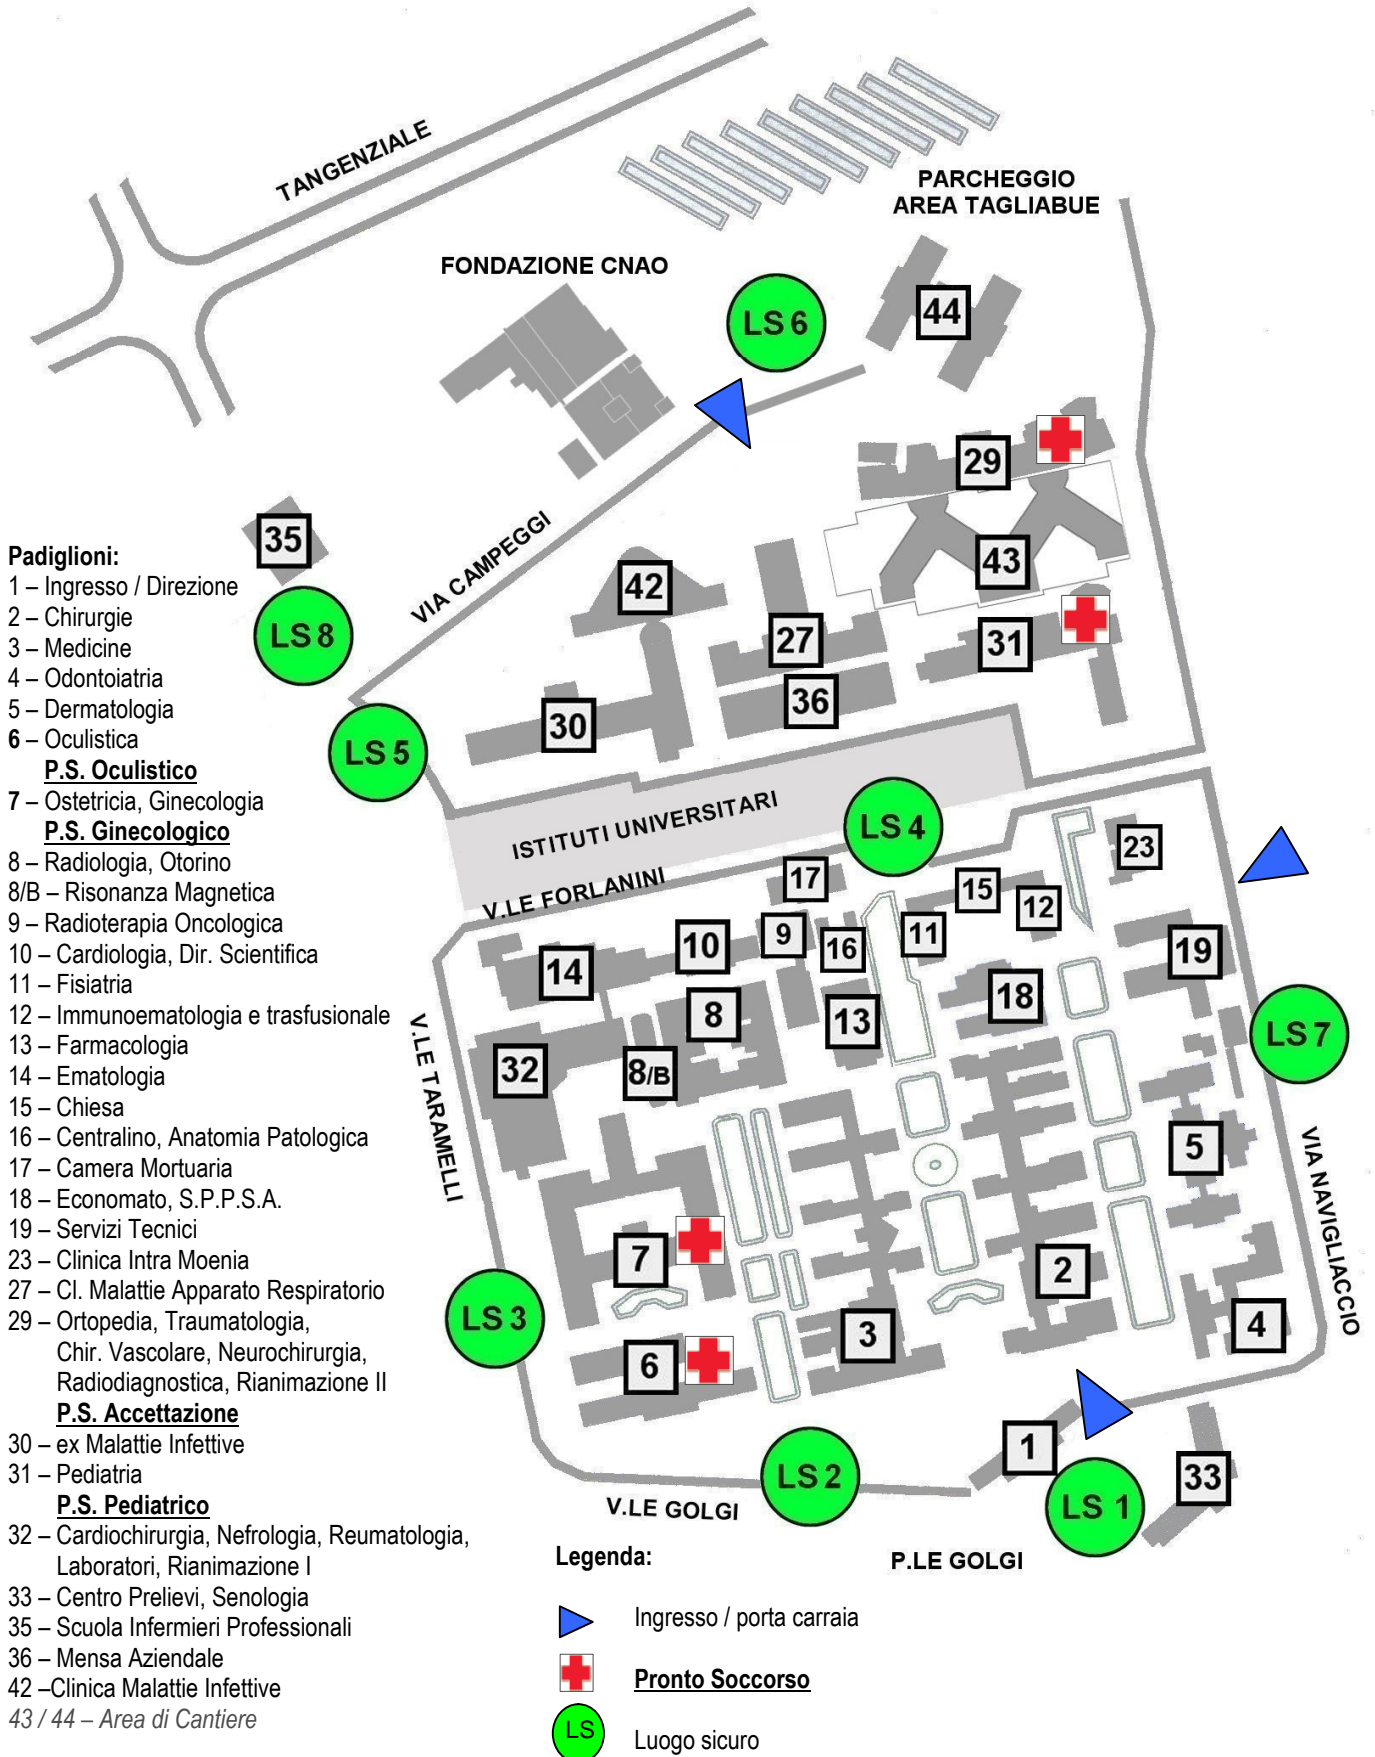 TANGENZIALE
PARCHEGGIO
AREA TAGLIABUE
FONDAZIONE CNAO
LS 6
44
29
35
VIA CAMPEGGI
43
42
LS 8
27
31
36
30
LS 5
ISTITUTI UNIVERSITARI
LS 4
23
V.LE FORLANINI
17
15
12
10
9
16
11
14
19
8
13
18
LS 7
32
8/B
V.LE TARAMELLI
5
VIA NAVIGLIACCIO
7
2
LS 3
3
4
6
1
LS 2
33
LS 1
V.LE GOLGI
P.LE GOLGI
Padiglioni:
1 – Ingresso / Direzione
2 – Chirurgie
3 – Medicine
4 – Odontoiatria
5 – Dermatologia
6 – Oculistica
P.S. Oculistico
7 – Ostetricia, Ginecologia
P.S. Ginecologico
8 – Radiologia, Otorino
8/B – Risonanza Magnetica
9 – Radioterapia Oncologica
10 – Cardiologia, Dir. Scientifica
11 – Fisiatria
12 – Immunoematologia e trasfusionale
13 – Farmacologia
14 – Ematologia
15 – Chiesa
16 – Centralino, Anatomia Patologica
17 – Camera Mortuaria
18 – Economato, S.P.P.S.A.
19 – Servizi Tecnici
23 – Clinica Intra Moenia
27 – Cl. Malattie Apparato Respiratorio
29 – Ortopedia, Traumatologia,
Chir. Vascolare, Neurochirurgia,
Radiodiagnostica, Rianimazione II
P.S. Accettazione
30 – ex Malattie Infettive
31 – Pediatria
P.S. Pediatrico
32 – Cardiochirurgia, Nefrologia, Reumatologia,
Laboratori, Rianimazione I
33 – Centro Prelievi, Senologia
35 – Scuola Infermieri Professionali
36 – Mensa Aziendale
42 –Clinica Malattie Infettive
43 / 44 – Area di Cantiere
Legenda:
Ingresso / porta carraia
Pronto Soccorso
LS
Luogo sicuro